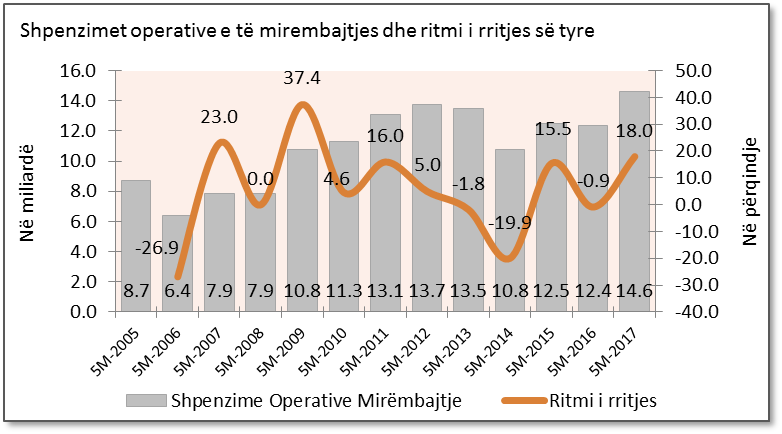 Shpenzimet operative e të mirembajtjes dhe ritmi i rritjes së tyre
Në miliardë
16.0
14.0
12.0
10.0
8.0
6.0
4.0
2.0
0.0
50.0
40.0
30.0
20.0
10.0
0.0
-10.0
-20.0
-30.0
-40.0
Në përqindje
-26.9
23.0
0.0
37.4
4.6
16.0
5.0
-1.8
-19.9
15.5
-0.9
18.0
8.7 6.4 7.9 7.9 10.8 11.3 13.1 13.7 13.5 10.8 12.5 12.4 14.6
5M-2005
5M-2006
5M-2007
5M-2008
5M-2009
5M-2010
5M-2011
5M-2012
5M-2013
5M-2014
5M-2015
5M-2016
5M-2017
Shpenzime Operative Mirëmbajtje Ritmi i rritjes